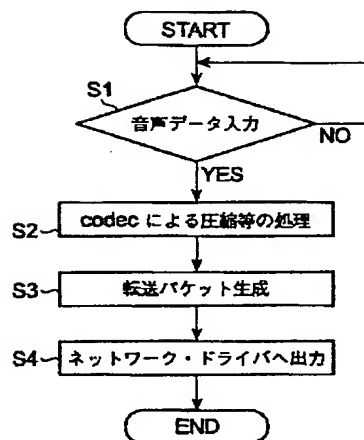 START
S1
音声データ入力
NO
YES
S2
codec による圧縮等の処理
S3
転送パケット生成
S4
ネットワーク・ドライバへ出力
END